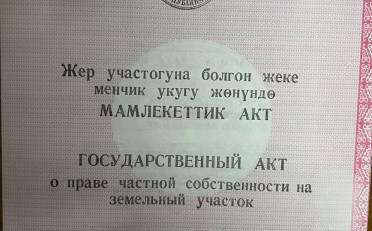 Жер участогуна болгон жеке
менчик укугу жөнүндө
МАМЛЕКЕТТИК АКТ
ГОСУДАРСТВЕННЫЙ АКТ
о праве частной собственности на
земельный участок